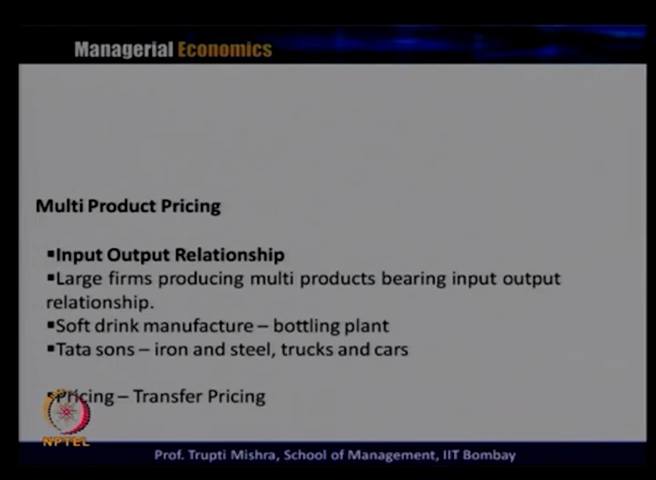 Managerial Economics
Multi Product Pricing
▪Input Output Relationship
▪Large firms producing multi products bearing input output
relationship.
▪Soft drink manufacture – bottling plant
▪Tata sons – iron and steel, trucks and cars
▪Pricing – Transfer Pricing
NPTEL
Prof. Trupti Mishra, School of Management, IIT Bombay